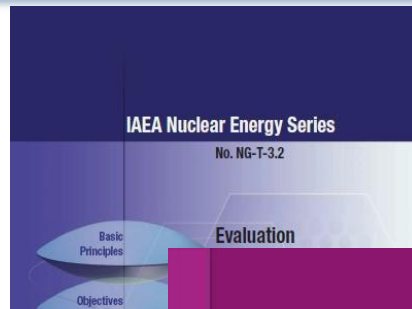 IAEA Nuclear Energy Series
No. NG-T-3.2
Evaluation
Basic
Principles
Objectives